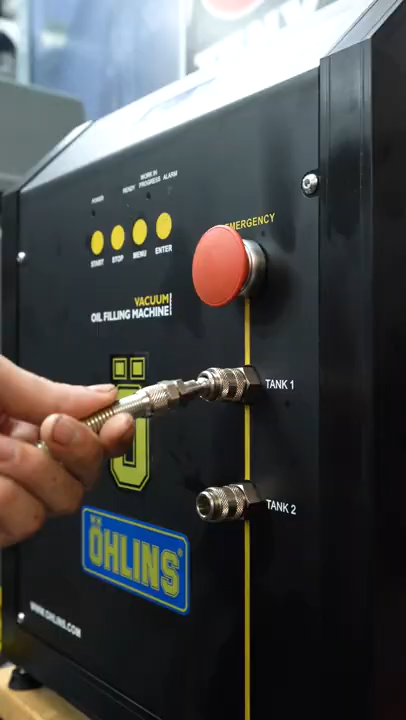 POWER
READY
WORK IN
PROGRESS
ALARM
START
STOP
MENU
ENTER
EMERGENCY
VACUUM
OIL FILLING MACHINE
TANK 1
Ö
TANK 2
ÖHLINS
WWW.OHLINS.COM